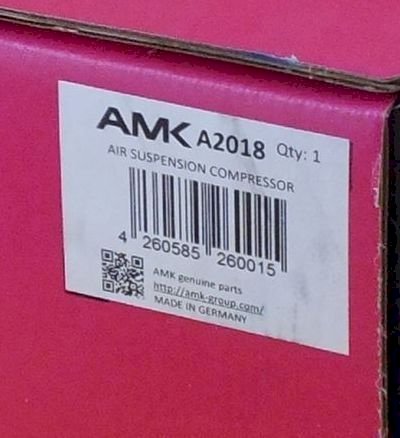 AMK A2018 Qty: 1
AIR SUSPENSION COMPRESSOR
4 260585 260015
AMK genuine parts
http://amk-group.com/
MADE IN GERMANY